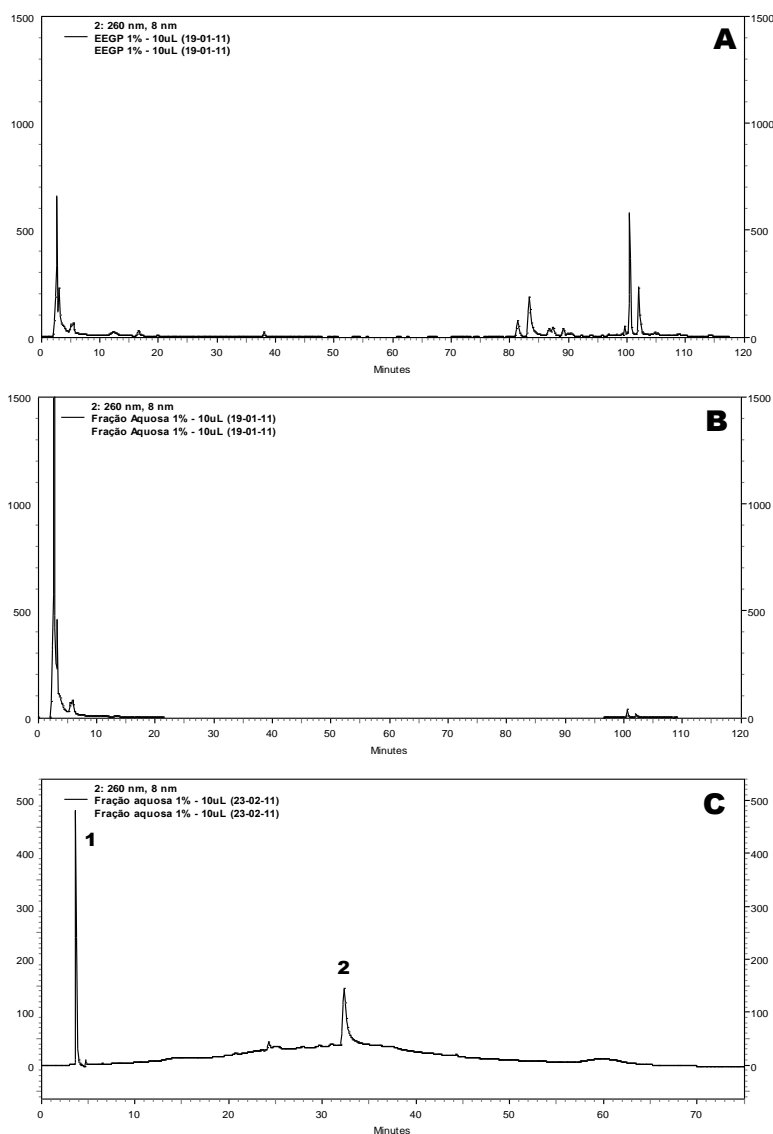 2: 260 nm, 8 nm
EEGP 1% - 10uL (19-01-11)
EEGP 1% - 10uL (19-01-11)
A
1500 1500
1000 1000
500 500
0 0
0 10 20 30 40 50 60 70 80 90 100 110 120
Minutes
2: 260 nm, 8 nm
Fração Aquosa 1% - 10uL (19-01-11)
Fração Aquosa 1% - 10uL (19-01-11)
B
1500 1500
1000 1000
500 500
0 0
0 10 20 30 40 50 60 70 80 90 100 110 120
Minutes
2: 260 nm, 8 nm
Fração aquosa 1% - 10uL (23-02-11)
Fração aquosa 1% - 10uL (23-02-11)
C
1
2
500 500
400 400
300 300
200 200
100 100
0 0
0 10 20 30 40 50 60 70
Minutes